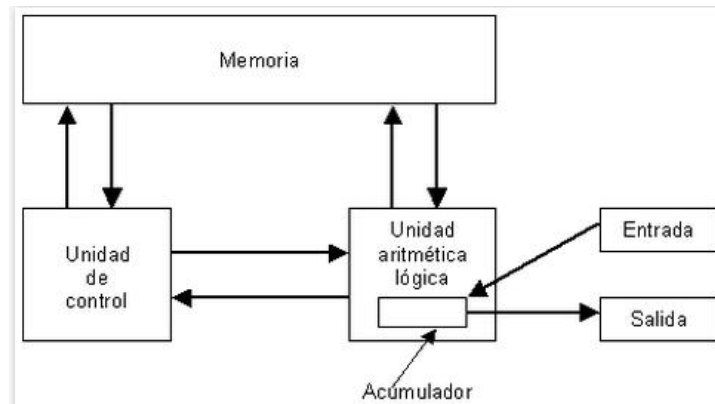 Memoria
Unidad
de
control
Unidad
aritmética
lógica
Entrada
Salida
Acumulador